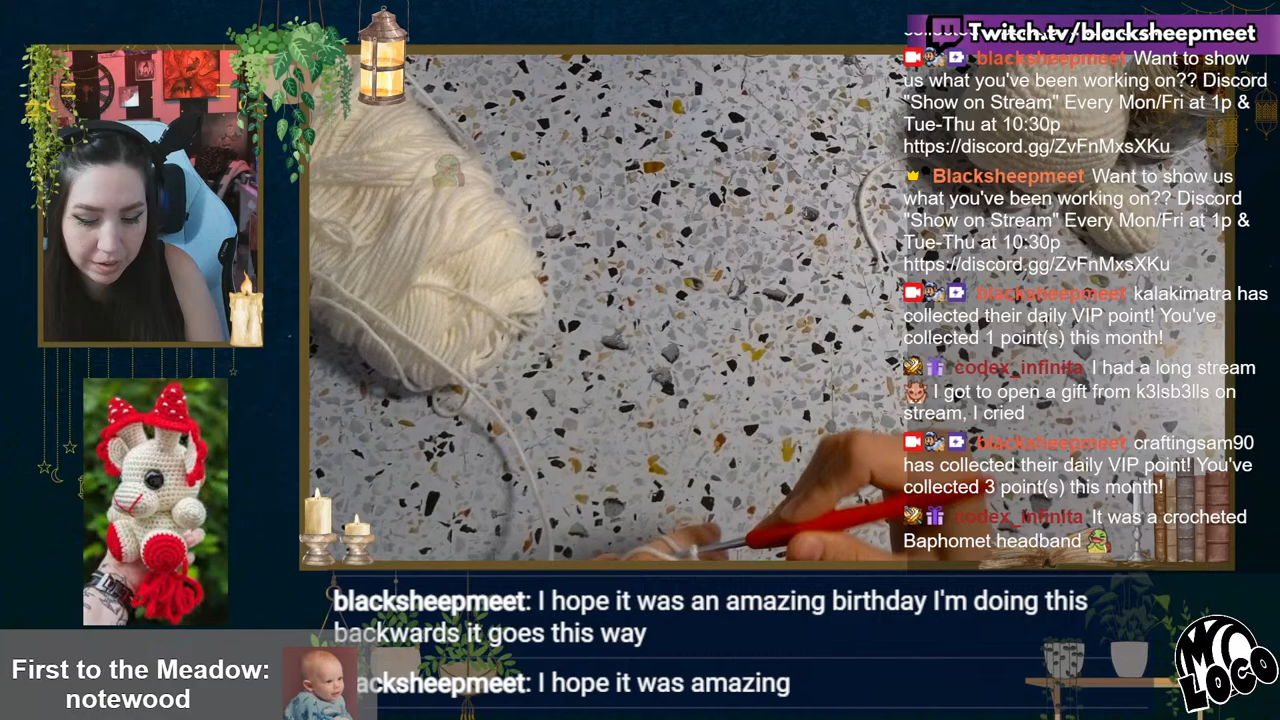 Twitch.tv/blacksheepmeet
blacksheepmeet Want to show
us what you've been working on?? Discord
"Show on Stream" Every Mon/Fri at 1p &
Tue-Thu at 10:30p
https://discord.gg/ZvFnMxsXKu
Blacksheepmeet Want to show us
what you've been working on?? Discord
"Show on Stream" Every Mon/Fri at 1p &
Tue-Thu at 10:30p
https://discord.gg/ZvFnMxsXKu
blacksheepmeet kalakimatra has
collected their daily VIP point! You've
collected 1 point(s) this month!
codex_infinita I had a long stream
I got to open a gift from k3lsb3lls on
stream, I cried
blacksheepmeet craftingsam90
has collected their daily VIP point! You've
collected 3 point(s) this month!
codex_infinita It was a crocheted
Baphomet headband
blacksheepmeet: I hope it was an amazing birthday I'm doing this
backwards it goes this way
acksheepmeet: I hope it was amazing
First to the Meadow:
notewood
MC
LOCO